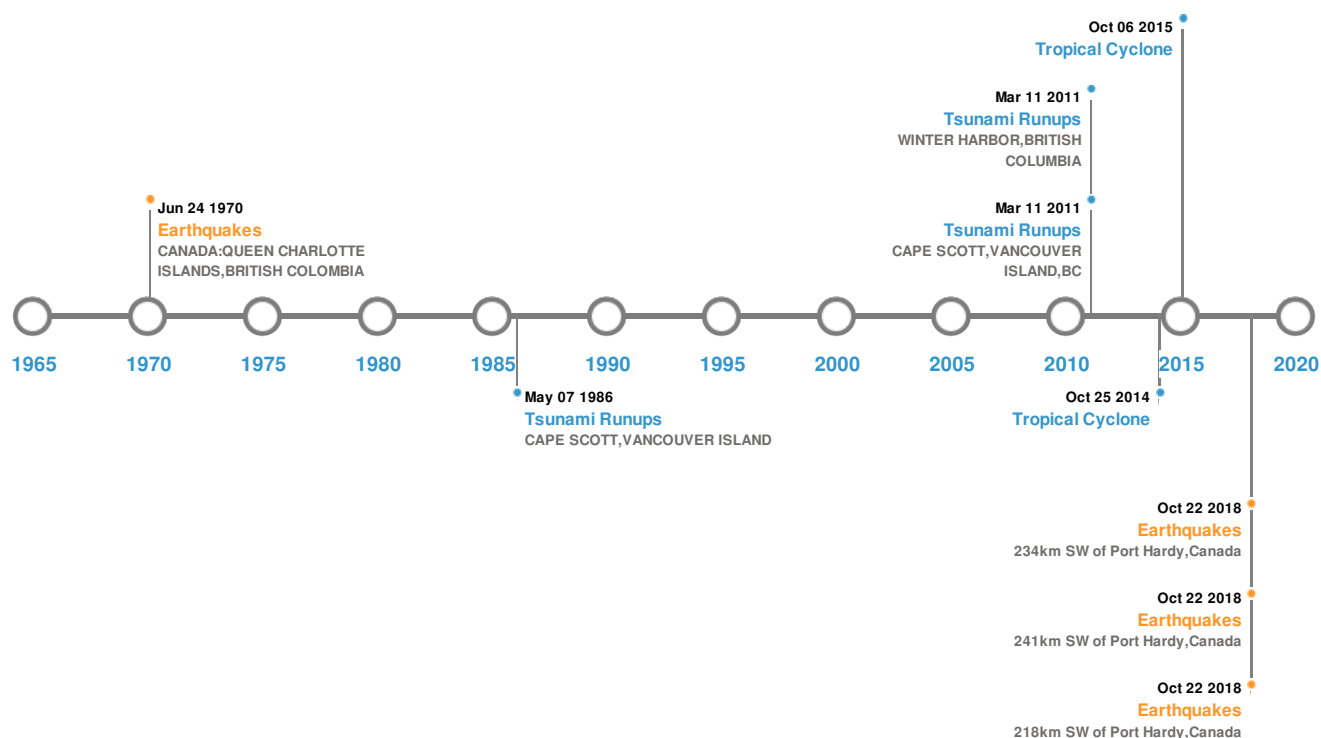 Oct 06 2015
Tropical Cyclone
Mar 11 2011
Tsunami Runups
WINTER HARBOR,BRITISH
COLUMBIA
Jun 24 1970
Earthquakes
CANADA:QUEEN CHARLOTTE
ISLANDS,BRITISH COLOMBIA
Mar 11 2011
Tsunami Runups
CAPE SCOTT,VANCOUVER
ISLAND,BC
1965 1970 1975 1980 1985 1990 1995 2000 2005 2010 2015 2020
May 07 1986
Tsunami Runups
CAPE SCOTT,VANCOUVER ISLAND
Oct 25 2014
Tropical Cyclone
Oct 22 2018
Earthquakes
234km SW of Port Hardy,Canada
Oct 22 2018
Earthquakes
241km SW of Port Hardy,Canada
Oct 22 2018
Earthquakes
218km SW of Port Hardy,Canada